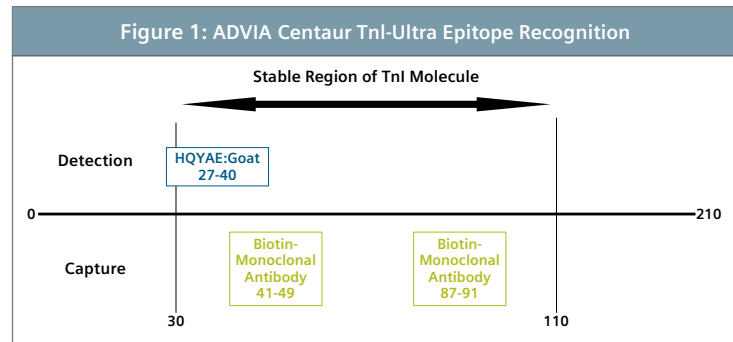 Figure 1: ADVIA Centaur TnI-Ultra Epitope Recognition
Stable Region of TnI Molecule
Detection
HQYAE:Goat
27-40
0
210
Capture
Biotin-
Monoclonal
Antibody
41-49
Biotin-
Monoclonal
Antibody
87-91
30
110